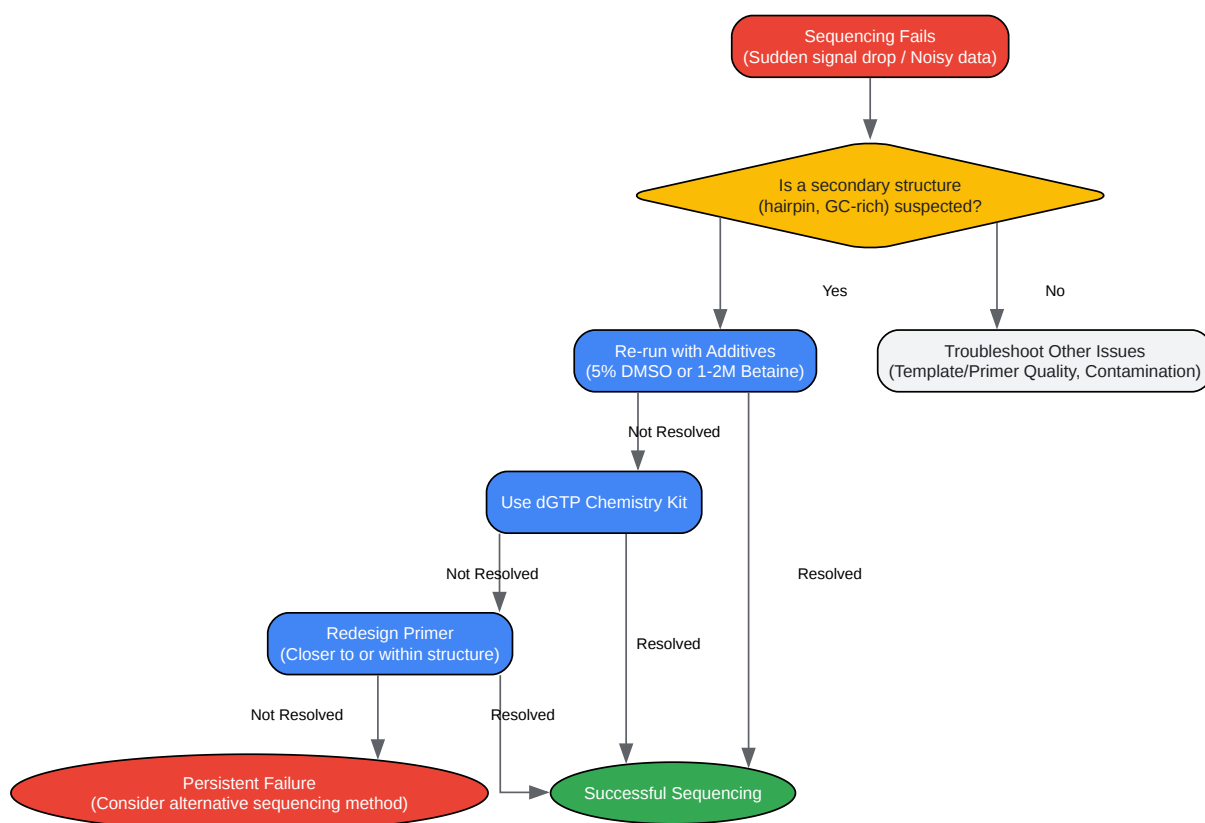 Sequencing Fails
(Sudden signal drop / Noisy data)
Is a secondary structure
(hairpin, GC-rich) suspected?
Yes
No
Re-run with Additives
(5% DMSO or 1-2M Betaine)
Troubleshoot Other Issues
(Template/Primer Quality, Contamination)
Not Resolved
Use dGTP Chemistry Kit
Not Resolved
Resolved
Redesign Primer
(Closer to or within structure)
Resolved
Not Resolved
Resolved
Persistent Failure
(Consider alternative sequencing method)
Successful Sequencing